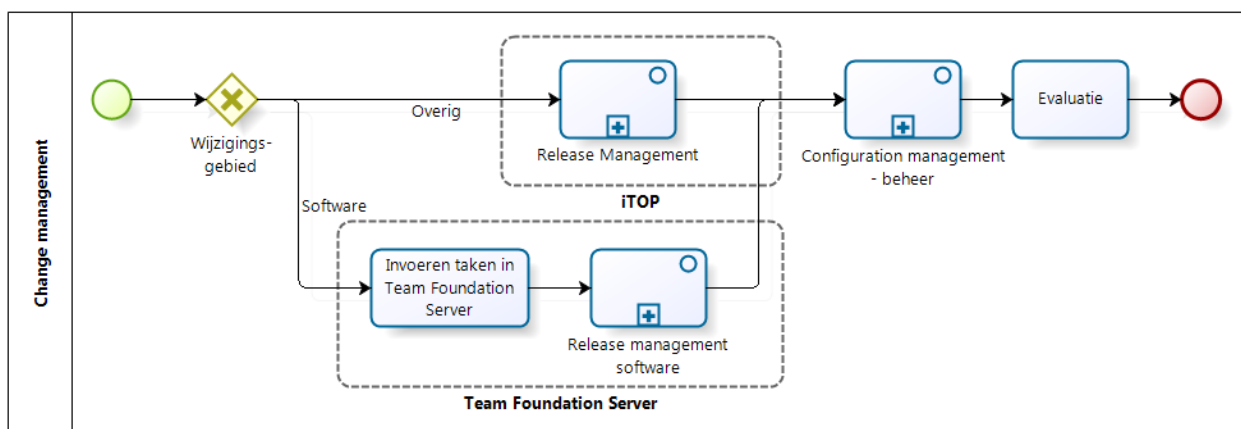 Change management
Wijzigings-
gebied
Overig
Release Management
iTOP
Configuration management
- beheer
Evaluatie
Software
Invoeren taken in
Team Foundation
Server
Release management
software
Team Foundation Server